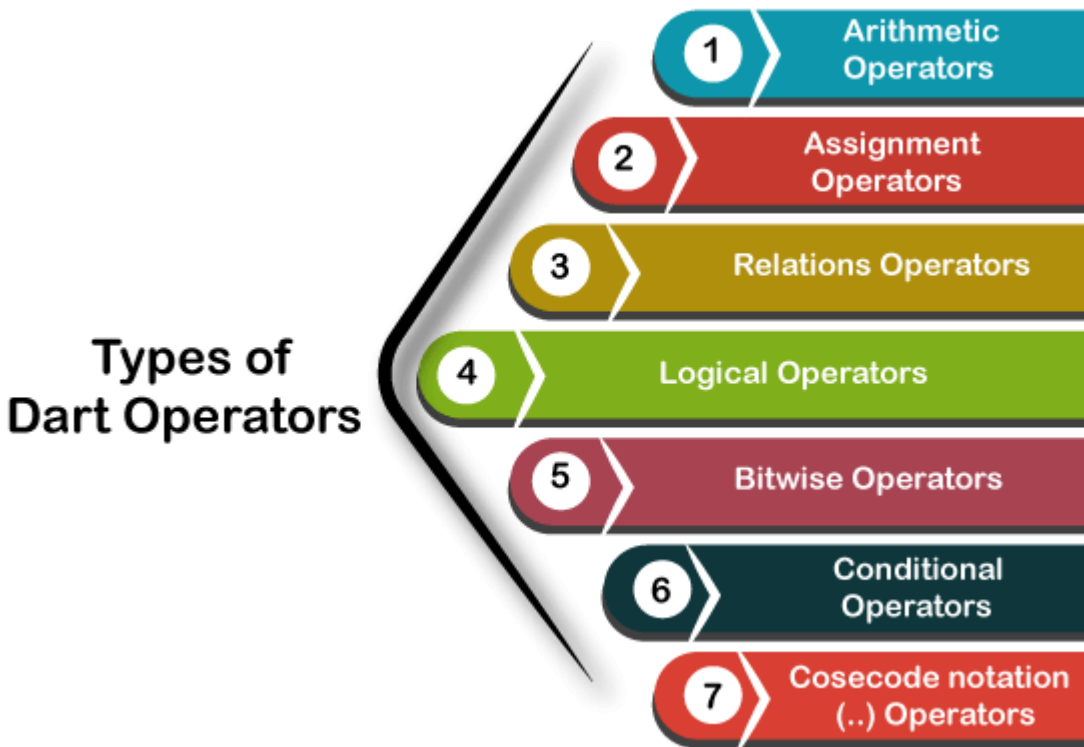 Types of
Dart Operators
1
Arithmetic
Operators
2
Assignment
Operators
3
Relations Operators
4
Logical Operators
5
Bitwise Operators
6
Conditional
Operators
7
Cosecode notation
(..) Operators